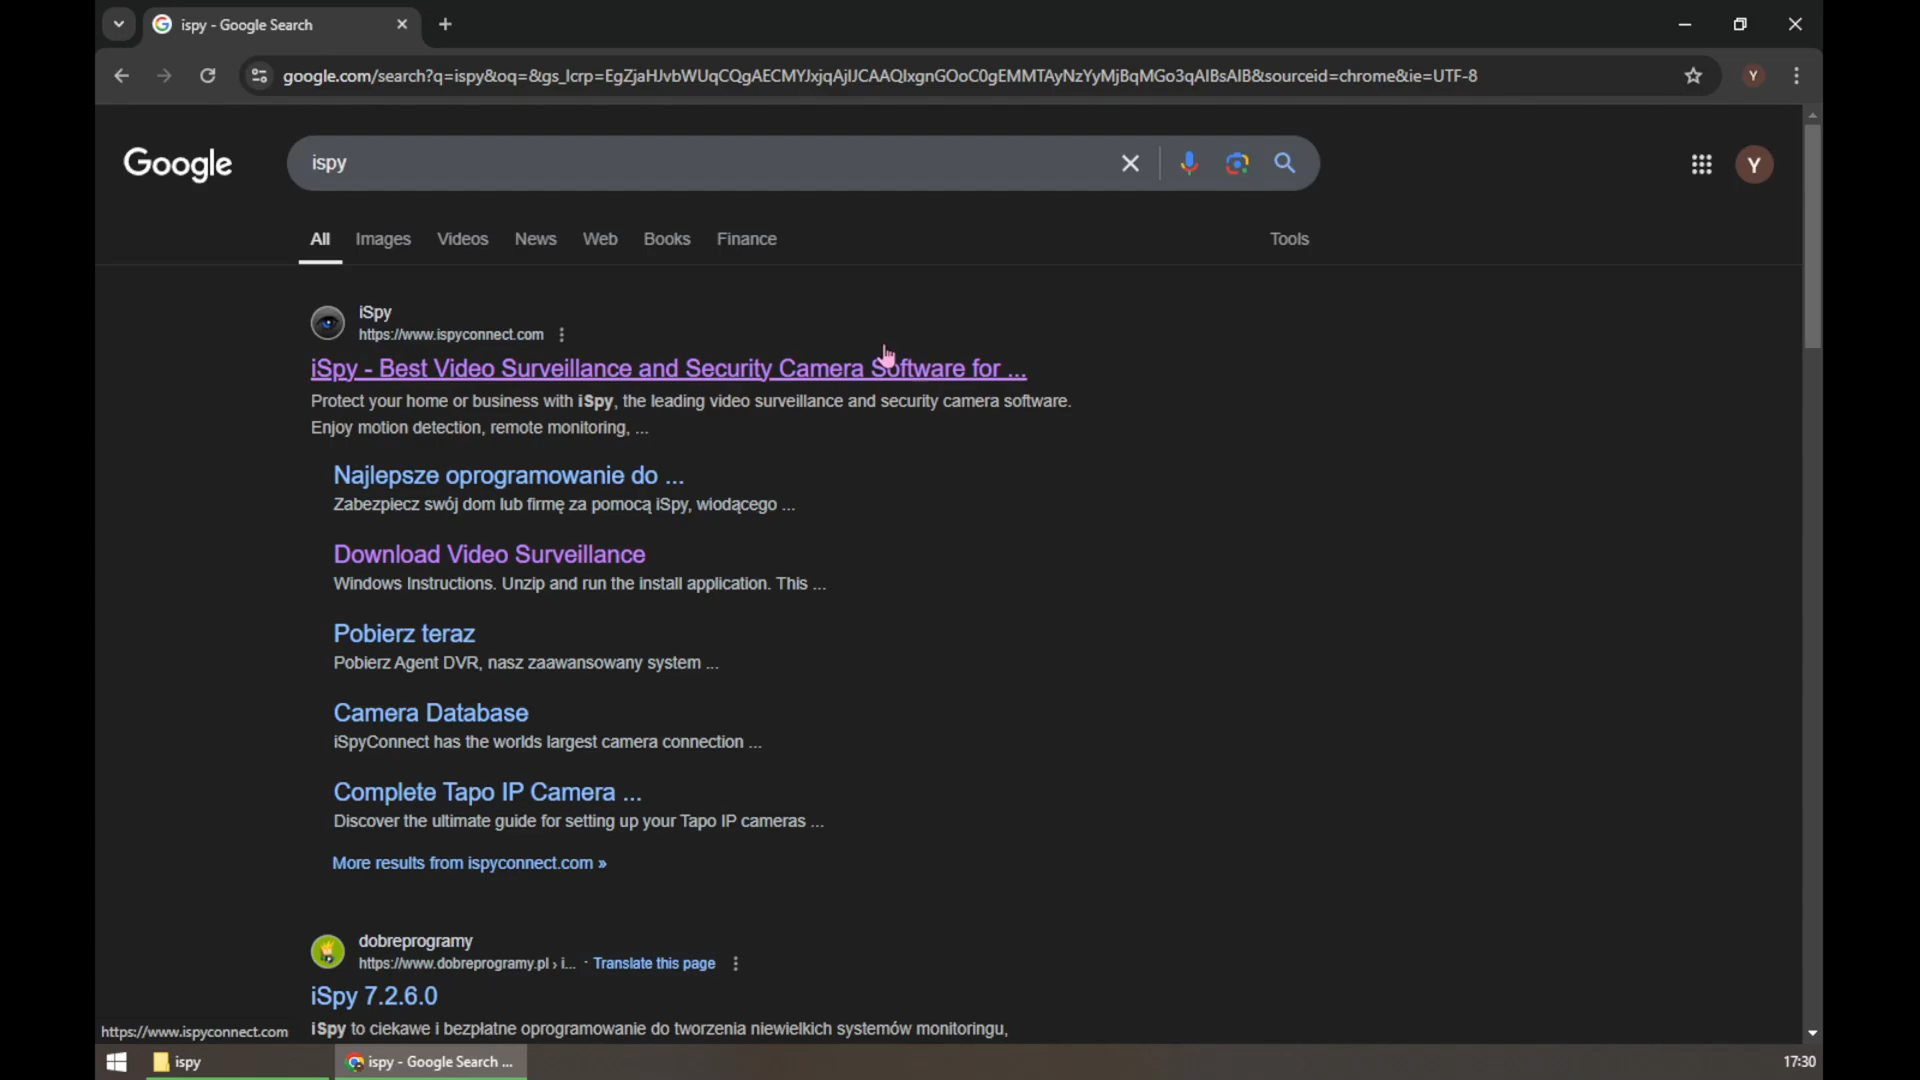 ispy - Google Search
google.com/search?q=ispy&oq=&gs_lcrp=EgZjaHJvbWUqCQgAECMYJxjqAjIJCAAQIxgnGOoC0gEMMTAyNzYyMjBqMGo3qAIBsAIB&sourceid=chrome&ie=UTF-8
Y
Google
ispy
Y
All Images Videos News Web Books Finance Tools
iSpy
https://www.ispyconnect.com
iSpy - Best Video Surveillance and Security Camera Software for ...
Protect your home or business with iSpy, the leading video surveillance and security camera software.
Enjoy motion detection, remote monitoring, ...
Najlepsze oprogramowanie do ...
Zabezpiecz swój dom lub firmę za pomocą iSpy, wiodącego ...
Download Video Surveillance
Windows Instructions. Unzip and run the install application. This ...
Pobierz teraz
Pobierz Agent DVR, nasz zaawansowany system ...
Camera Database
iSpyConnect has the worlds largest camera connection ...
Complete Tapo IP Camera ...
Discover the ultimate guide for setting up your Tapo IP cameras ...
More results from ispyconnect.com »
dobreprogramy
https://www.dobreprogramy.pl › i... · Translate this page
iSpy 7.2.6.0
iSpy to ciekawe i bezpłatne oprogramowanie do tworzenia niewielkich systemów monitoringu,
https://www.ispyconnect.com
ispy
ispy - Google Search ...
17:30